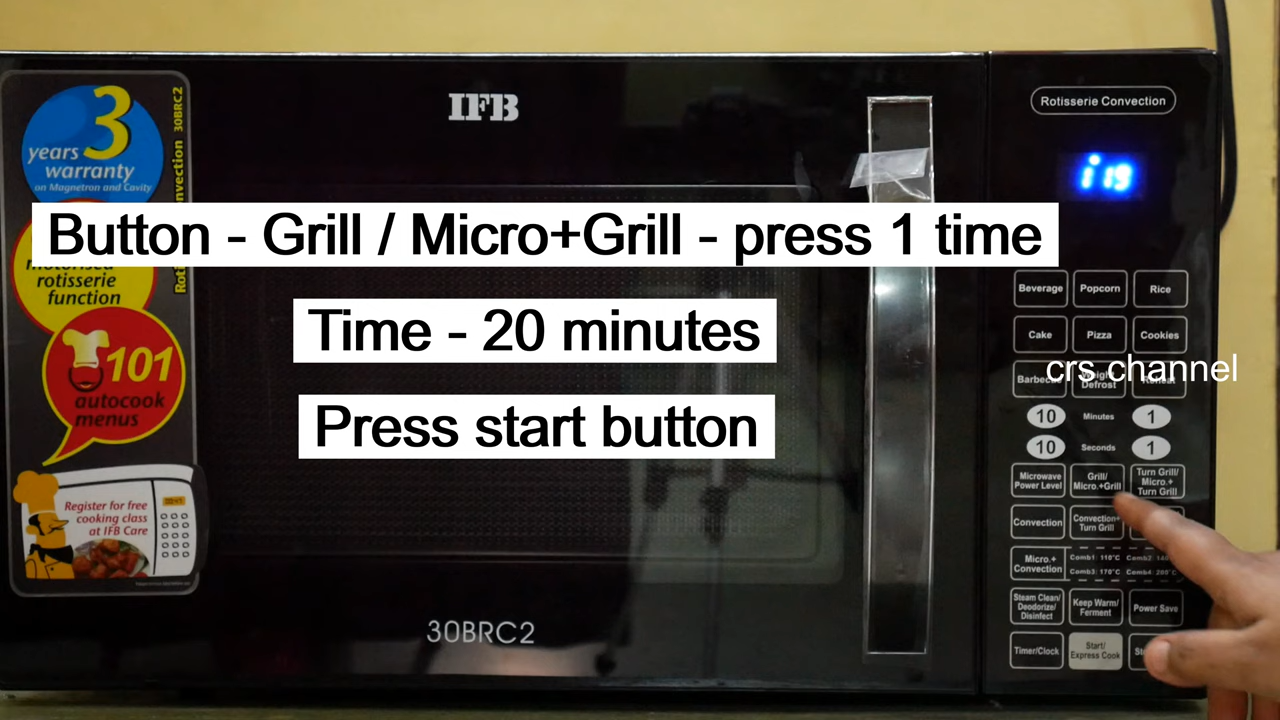 3
years
warranty
on Magnetron and Cavity
30BRC2
motorised
rotisserie
function
101
autocook
menus
Register for free
cooking class
at IFB Care
IFB
Rotisserie Convection
Button - Grill / Micro+Grill - press 1 time
Time - 20 minutes
Press start button
30BRC2
Beverage Popcorn Rice
Cake Pizza Cookies
crs channel
Defrost
10 Minutes 1
10 Seconds 1
Microwave
Power Level
Grill/
Micro.+Grill
Turn Grill/
Micro.+
Turn Grill
Convection
Convection+
Turn Grill
Micro.+
Convection
Comb1: 110°C
Comb3: 170°C Comb4: 200°C
Steam Clean/
Deodorize/
Disinfect
Keep Warm/
Ferment
Power Save
Timer/Clock
Start/
Express Cook